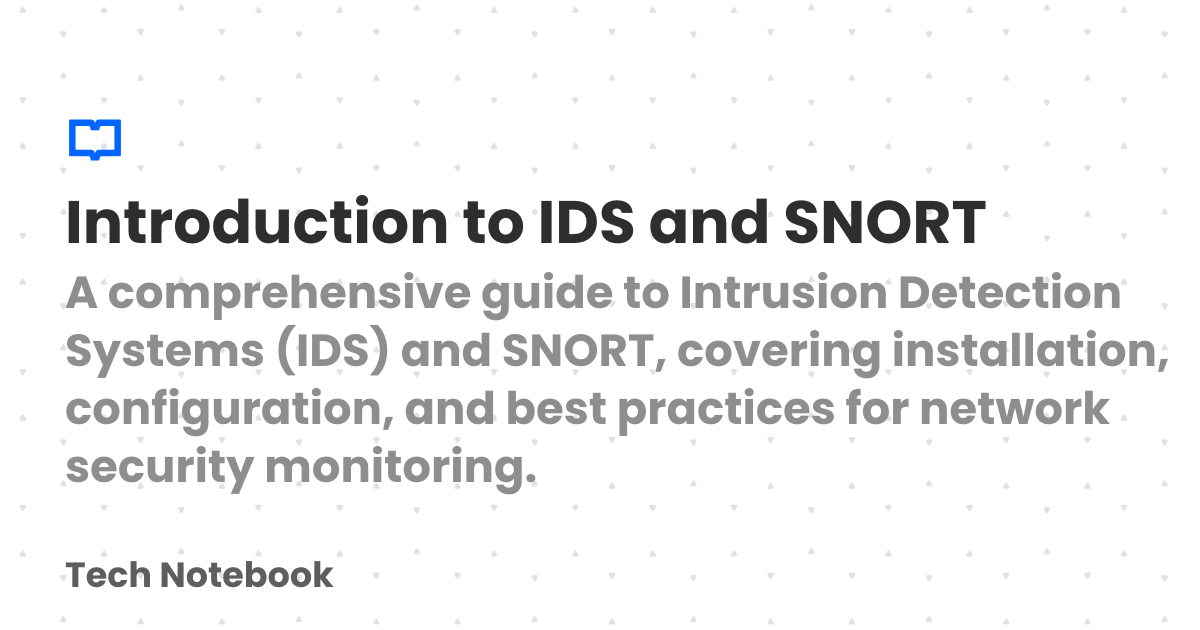 Introduction to IDS and SNORT
A comprehensive guide to Intrusion Detection
Systems (IDS) and SNORT, covering installation,
configuration, and best practices for network
security monitoring.
Tech Notebook